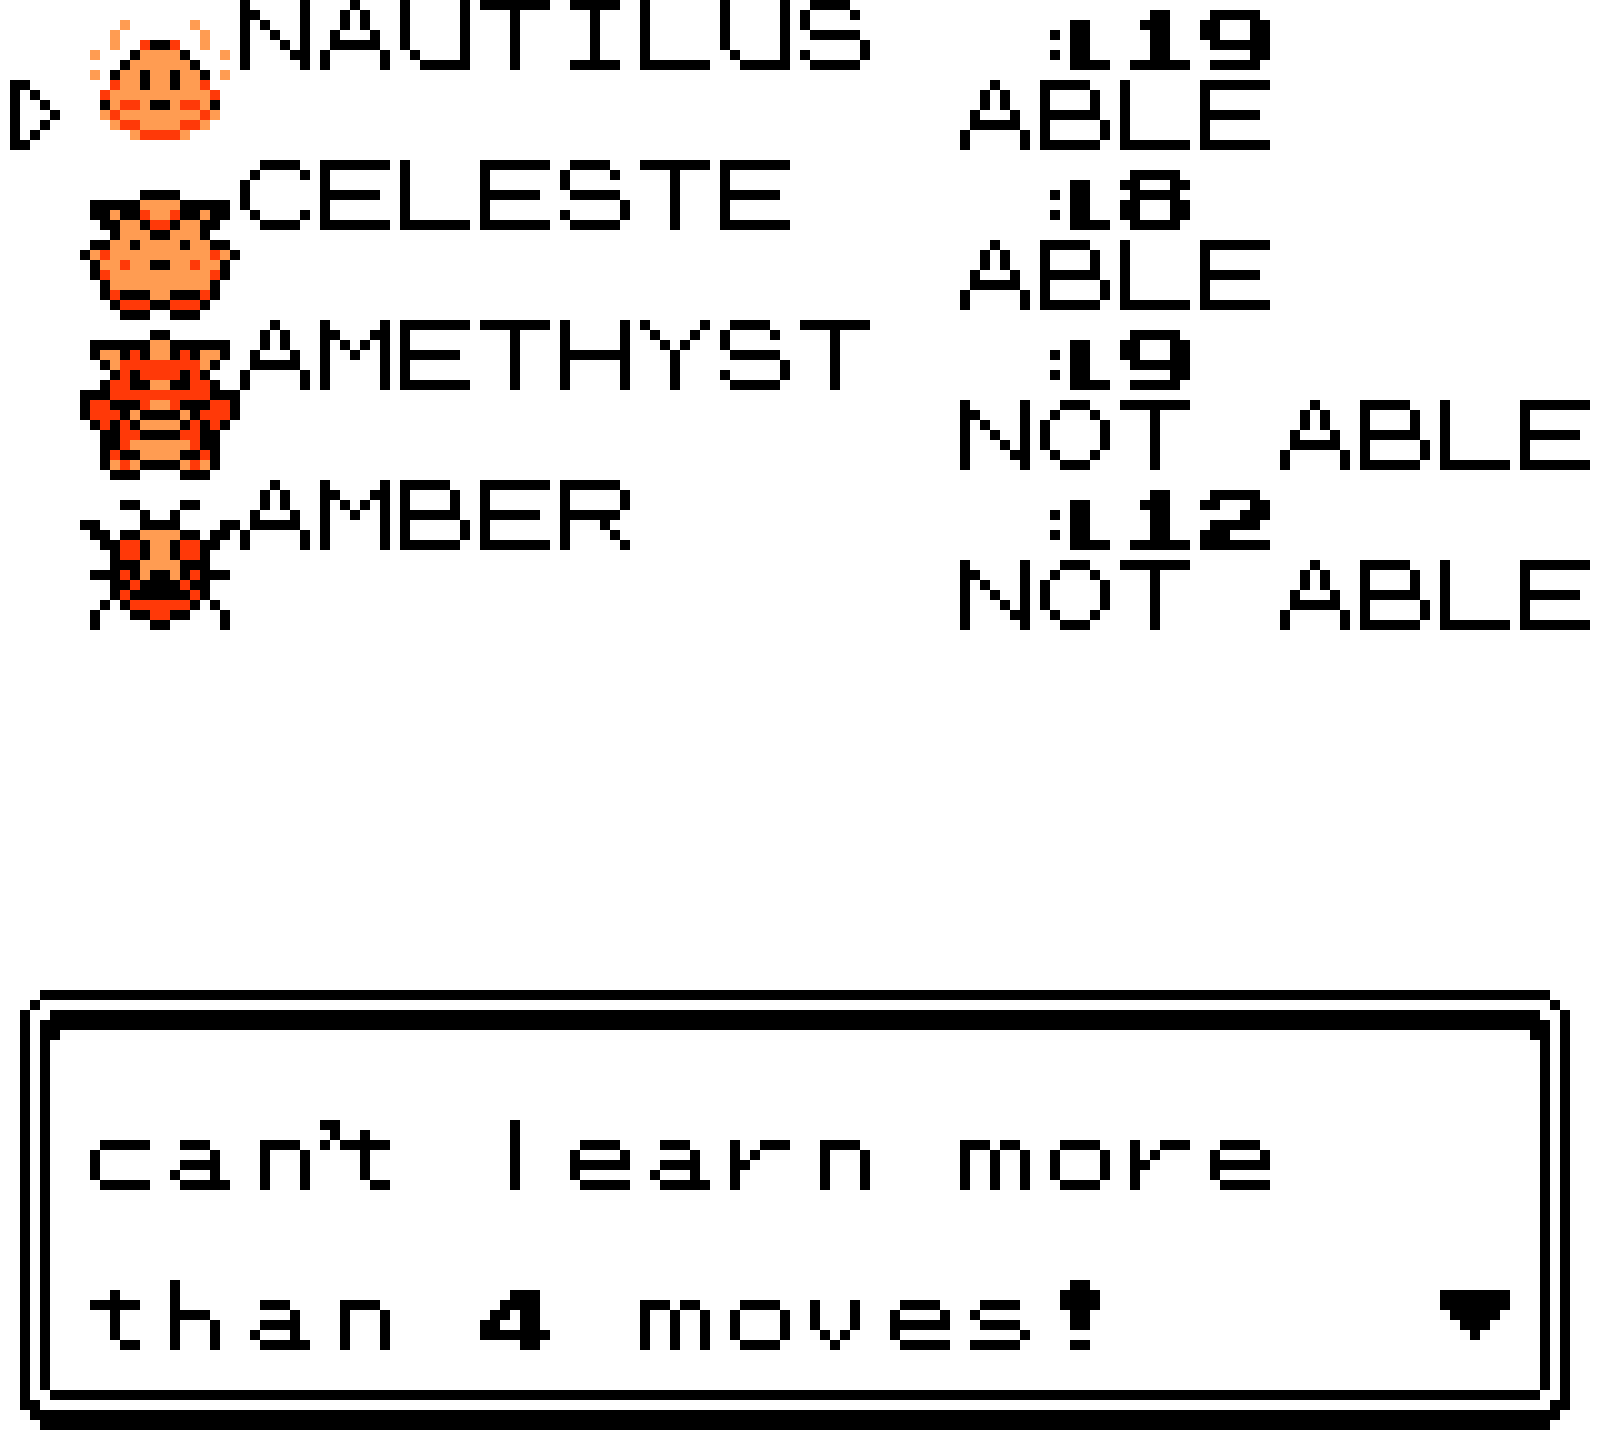 NAUTILUS :L19
ABLE
CELESTE :L8
ABLE
AMETHYST :L9
NOT ABLE
AMBER :L12
NOT ABLE
can't learn more
than 4 moves!